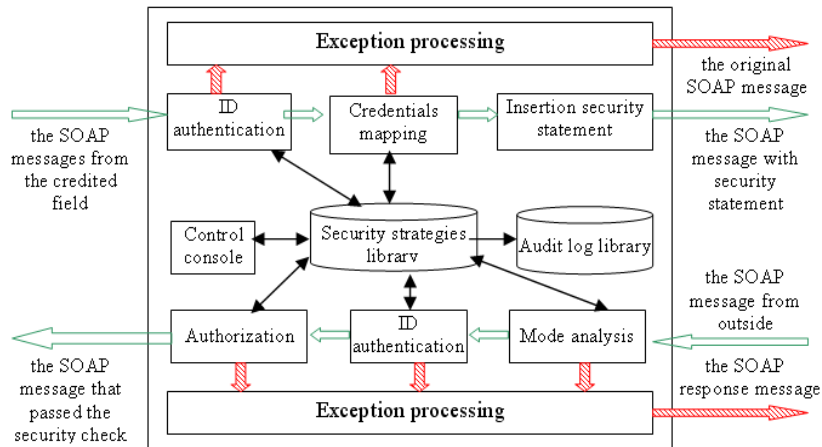 Exception processing
the original
SOAP message
ID
authentication
Credentials
mapping
Insertion security
statement
the SOAP
messages from
the credited
field
the SOAP
message with
security
statement
Control
console
Security strategies
library
Audit log library
the SOAP
message from
outside
Authorization
ID
authentication
Mode analysis
the SOAP
message that
passed the
security check
the SOAP
response message
Exception processing